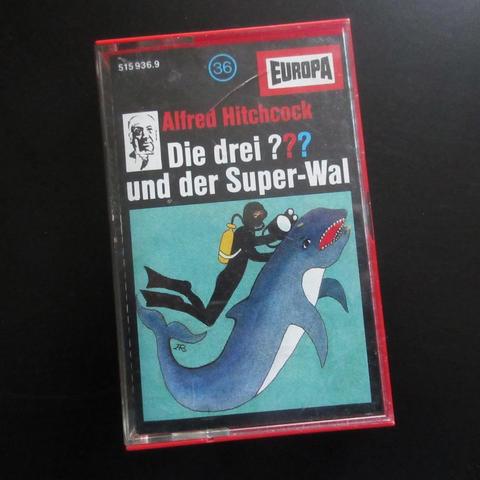 515 936.9
36
EUROPA
Alfred Hitchcock
Die drei ???
und der Super-Wal